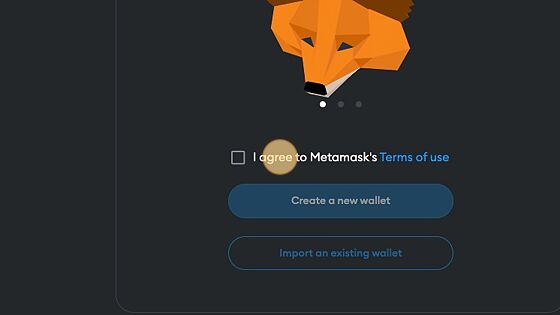 I agree to Metamask's Terms of use
Create a new wallet
Import an existing wallet